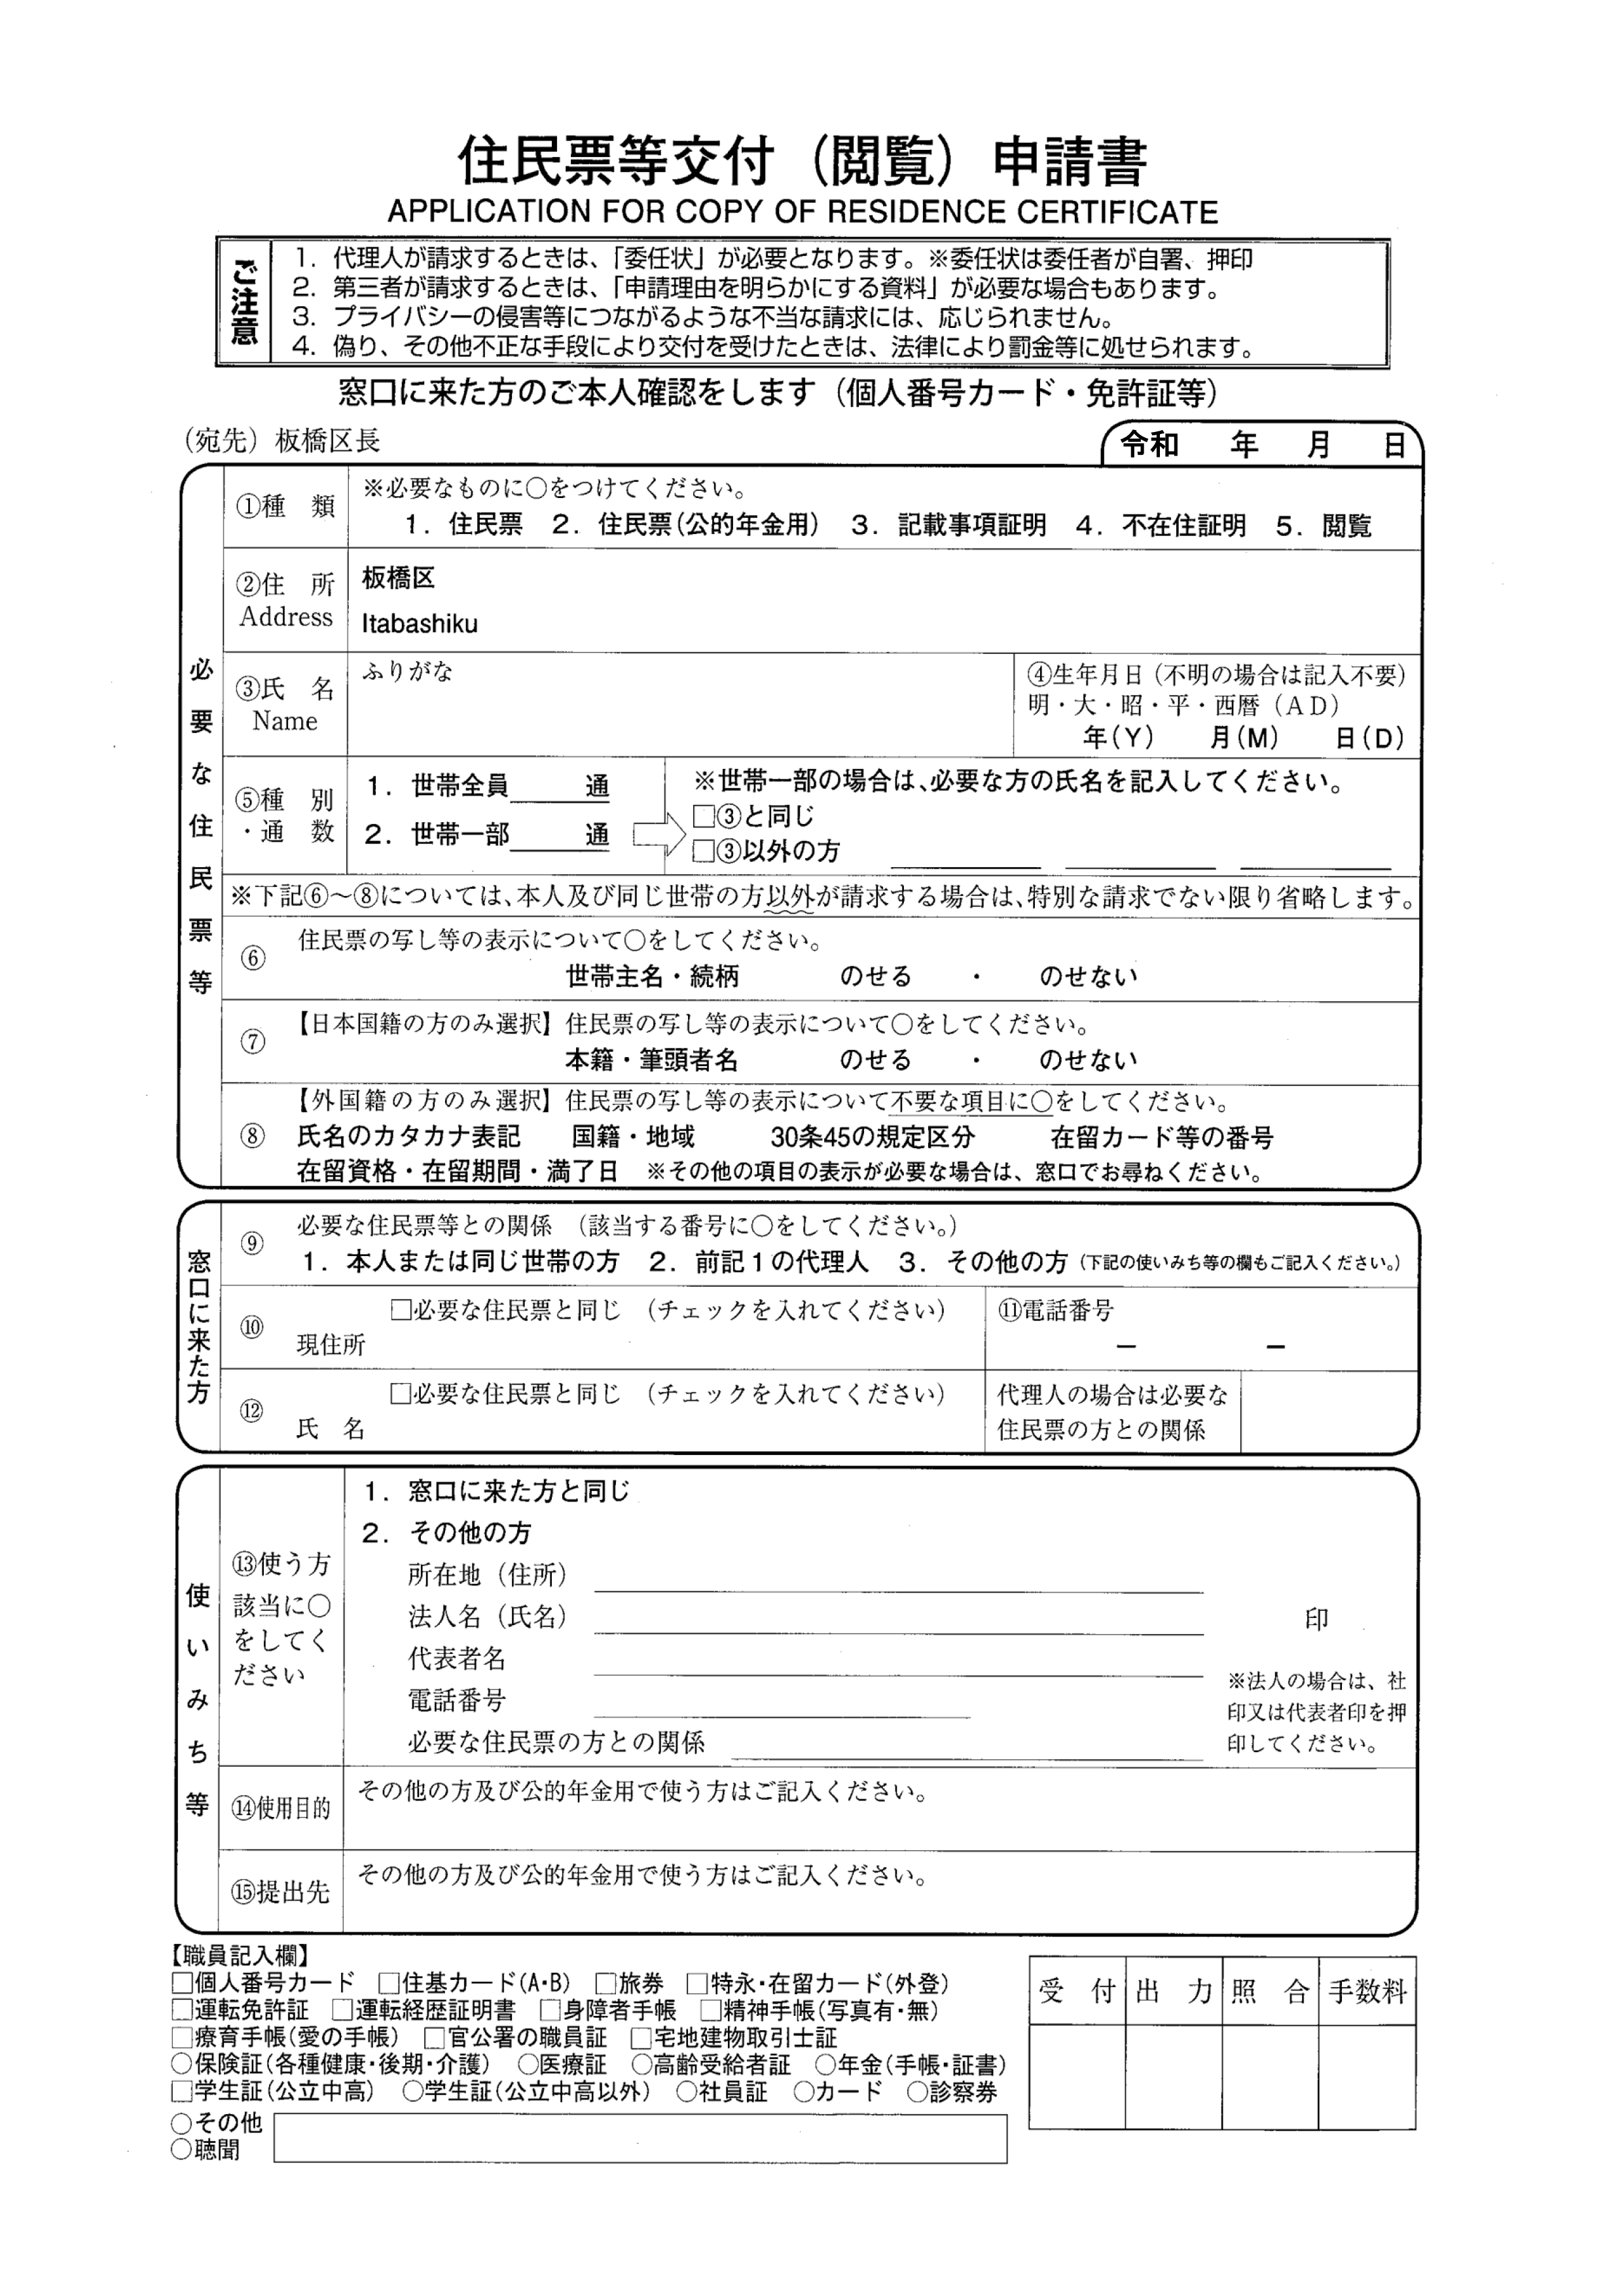 住民票等交付（閲覧）申請書
APPLICATION FOR COPY OF RESIDENCE CERTIFICATE
ご注意
1．代理人が請求するときは、「委任状」が必要となります。※委任状は委任者が自署、押印
2．第三者が請求するときは、「申請理由を明らかにする資料」が必要な場合もあります。
3．プライバシーの侵害等につながるような不当な請求には、応じられません。
4．偽り、その他不正な手段により交付を受けたときは、法律により罰金等に処せられます。
窓口に来た方のご本人確認をします（個人番号カード・免許証等）
（宛先）板橋区長
令和　年　月　日
必要な住民票等
①種　類
※必要なものに○をつけてください。
1．住民票　2．住民票（公的年金用）　3．記載事項証明　4．不在住証明　5．閲覧
②住　所
Address
板橋区
Itabashiku
③氏　名
Name
ふりがな
④生年月日（不明の場合は記入不要）
明・大・昭・平・西暦（ＡＤ）
年（Y）　月（M）　日（D）
⑤種　別
・通　数
1．世帯全員　　通
2．世帯一部　　通
※世帯一部の場合は、必要な方の氏名を記入してください。
□③と同じ
□③以外の方
※下記⑥～⑧については、本人及び同じ世帯の方以外が請求する場合は、特別な請求でない限り省略します。
⑥
住民票の写し等の表示について○をしてください。
世帯主名・続柄　のせる　・　のせない
⑦
【日本国籍の方のみ選択】住民票の写し等の表示について○をしてください。
本籍・筆頭者名　のせる　・　のせない
⑧
【外国籍の方のみ選択】住民票の写し等の表示について不要な項目に○をしてください。
氏名のカタカナ表記　国籍・地域　30条45の規定区分　在留カード等の番号
在留資格・在留期間・満了日　※その他の項目の表示が必要な場合は、窓口でお尋ねください。
窓口に来た方
⑨
必要な住民票等との関係　（該当する番号に○をしてください。）
1．本人または同じ世帯の方　2．前記１の代理人　3．その他の方（下記の使いみち等の欄もご記入ください。）
⑩
□必要な住民票と同じ　（チェックを入れてください）
現住所
⑪電話番号
－　　－
⑫
□必要な住民票と同じ　（チェックを入れてください）
氏　名
代理人の場合は必要な
住民票の方との関係
使いみち等
⑬使う方
該当に○
をしてく
ださい
1．窓口に来た方と同じ
2．その他の方
所在地（住所）
法人名（氏名）
印
代表者名
電話番号
必要な住民票の方との関係
※法人の場合は、社
印又は代表者印を押
印してください。
⑭使用目的
その他の方及び公的年金用で使う方はご記入ください。
⑮提出先
その他の方及び公的年金用で使う方はご記入ください。
【職員記入欄】
□個人番号カード　□住基カード（A・B）　□旅券　□特永・在留カード（外登）
□運転免許証　□運転経歴証明書　□身障者手帳　□精神手帳（写真有・無）
□療育手帳（愛の手帳）　□官公署の職員証　□宅地建物取引士証
○保険証（各種健康・後期・介護）　○医療証　○高齢受給者証　○年金（手帳・証書）
□学生証（公立中高）　○学生証（公立中高以外）　○社員証　○カード　○診察券
○その他
○聴聞
受　付　出　力　照　合　手数料